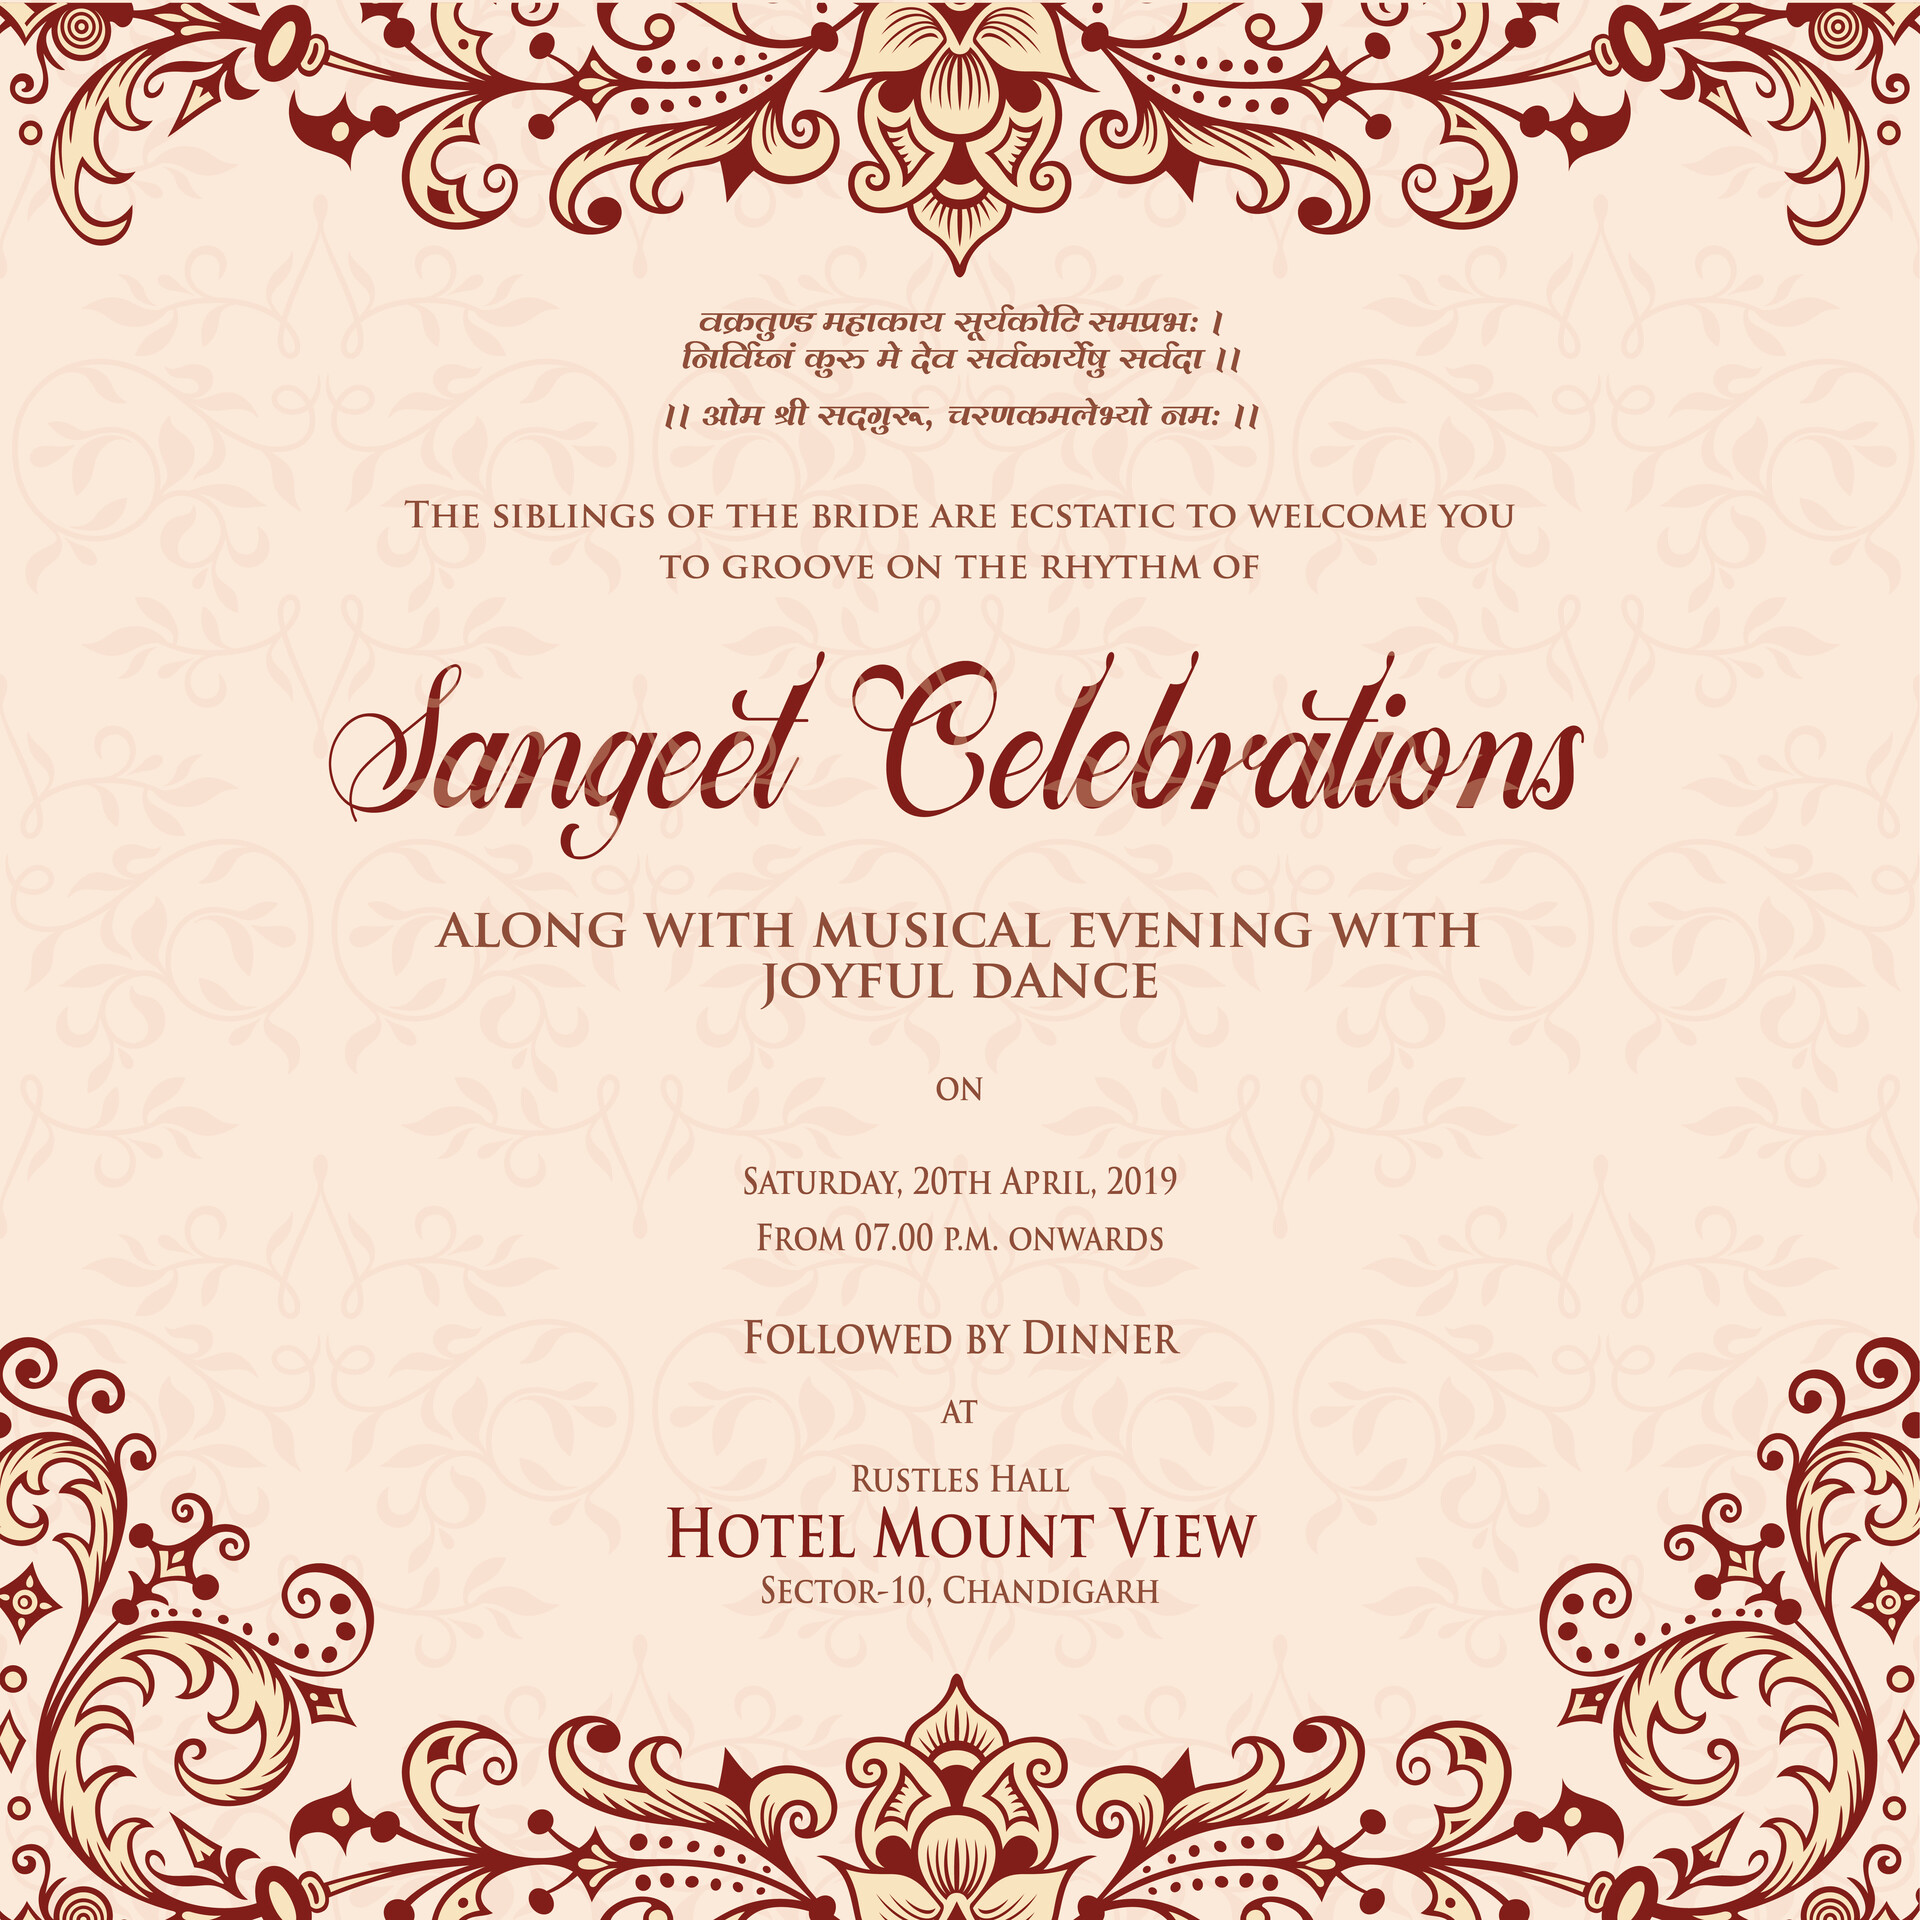 वक्रतुण्ड महाकाय सूर्यकोटि समप्रभः ।
निर्विघ्नं कुरु मे देव सर्वकार्येषु सर्वदा ।।
।। ओम श्री सदगुरू, चरणकमलेभ्यो नमः ।।
The siblings of the bride are ecstatic to welcome you
to groove on the rhythm of
Sangeet Celebrations
along with musical evening with
joyful dance
on
Saturday, 20th April, 2019
From 07.00 p.m. onwards
Followed by Dinner
at
Rustles Hall
Hotel Mount View
Sector-10, Chandigarh